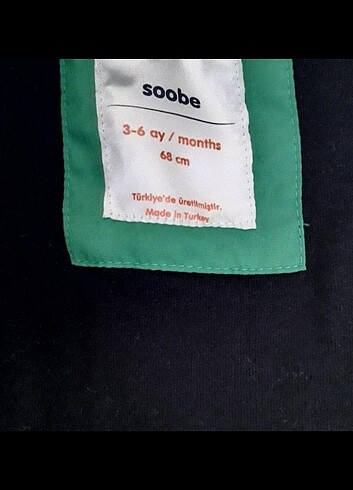 soobe
3-6 ay / months
68 cm
Türkiye'de üretilmiştir.
Made in Turkey